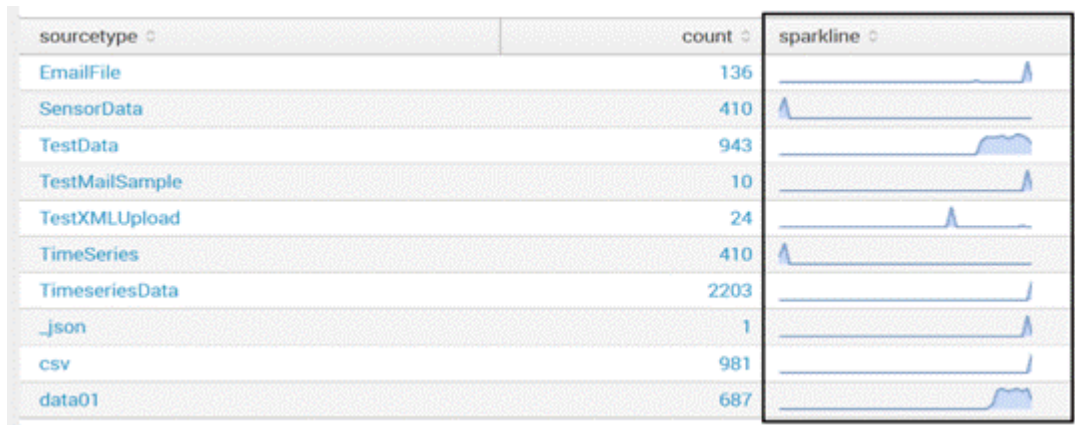 sourcetype count sparkline
EmailFile 136
SensorData 410
TestData 943
TestMailSample 10
TestXMLUpload 24
TimeSeries 410
TimeseriesData 2203
_json 1
csv 981
data01 687